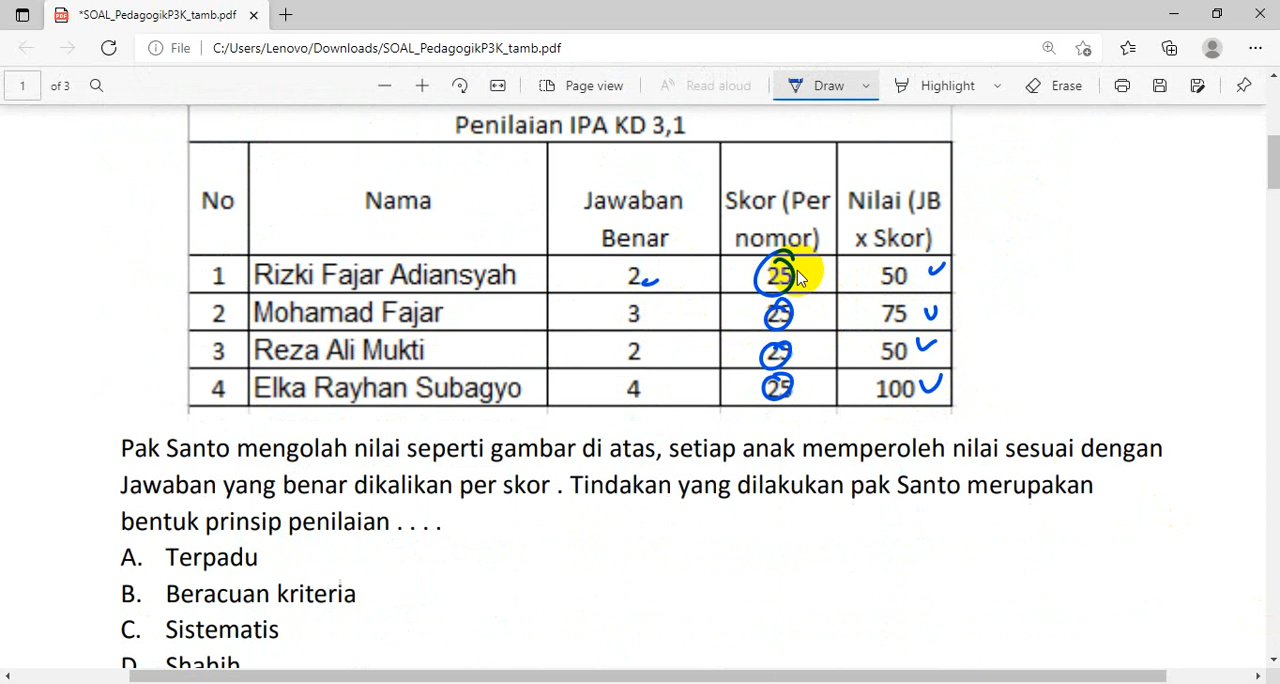 *SOAL_PedagogikP3K_tamb.pdf
File C:/Users/Lenovo/Downloads/SOAL_PedagogikP3K_tamb.pdf
1 of 3 Page view Read aloud Draw Highlight Erase
Penilaian IPA KD 3,1
No Nama Jawaban Benar Skor (Per nomor) Nilai (JB x Skor)
1 Rizki Fajar Adiansyah 2 25 50
2 Mohamad Fajar 3 25 75
3 Reza Ali Mukti 2 25 50
4 Elka Rayhan Subagyo 4 25 100
Pak Santo mengolah nilai seperti gambar di atas, setiap anak memperoleh nilai sesuai dengan
Jawaban yang benar dikalikan per skor . Tindakan yang dilakukan pak Santo merupakan
bentuk prinsip penilaian . . . .
A. Terpadu
B. Beracuan kriteria
C. Sistematis
D. Shahih